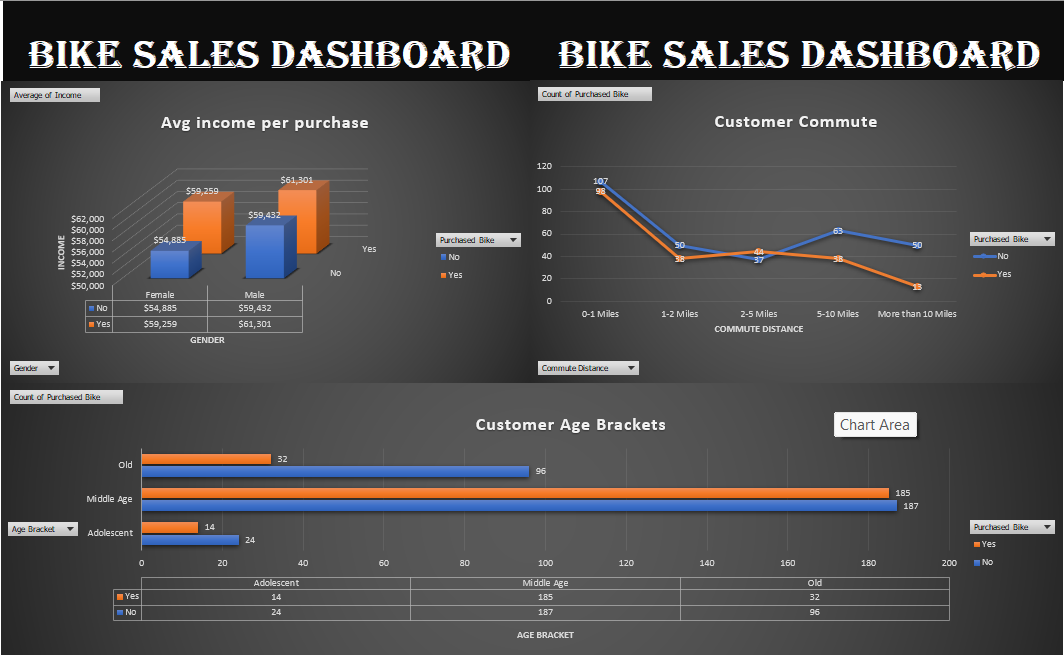 BIKE SALES DASHBOARD
BIKE SALES DASHBOARD
Average of Income
Avg income per purchase
$59,259
$61,301
$54,885
$59,432
$62,000
$60,000
$58,000
$56,000
$54,000
$52,000
$50,000
INCOME
Yes
No
Female Male
No $54,885 $59,432
Yes $59,259 $61,301
GENDER
Purchased Bike
No
Yes
Gender
Count of Purchased Bike
Customer Commute
120
100
80
60
40
20
0
107
98
50
38
44
37
63
38
50
13
0-1 Miles 1-2 Miles 2-5 Miles 5-10 Miles More than 10 Miles
COMMUTE DISTANCE
Purchased Bike
No
Yes
Commute Distance
Count of Purchased Bike
Customer Age Brackets
Chart Area
Old
32
96
Middle Age
185
187
Age Bracket
Adolescent
14
24
0 20 40 60 80 100 120 140 160 180 200
Adolescent Middle Age Old
Yes 14 185 32
No 24 187 96
AGE BRACKET
Purchased Bike
Yes
No